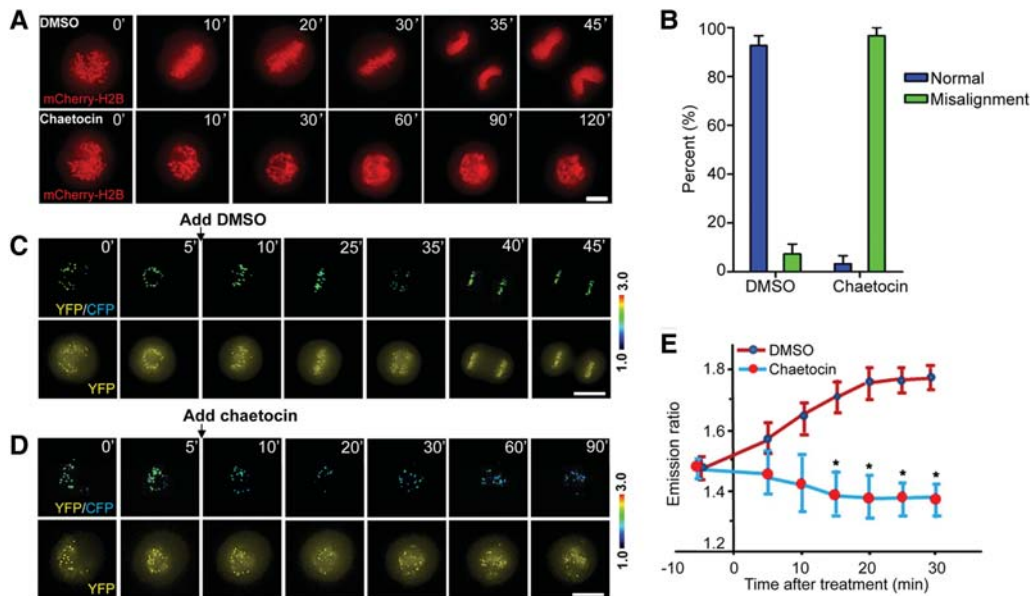 A
DMSO
0'
10'
20'
30'
35'
45'
mCherry-H2B
Chaetocin
0'
10'
30'
60'
90'
120'
mCherry-H2B
B
Percent (%)
100
80
60
40
20
0
DMSO
Chaetocin
Normal
Misalignment
C
Add DMSO
0'
5'
10'
25'
35'
40'
45'
YFP/CFP
YFP
3.0
1.0
D
Add chaetocin
0'
5'
10'
20'
30'
60'
90'
YFP/CFP
YFP
3.0
1.0
E
DMSO
Chaetocin
Emission ratio
1.8
1.6
1.4
1.2
* * * *
-10
0
10
20
30
Time after treatment (min)